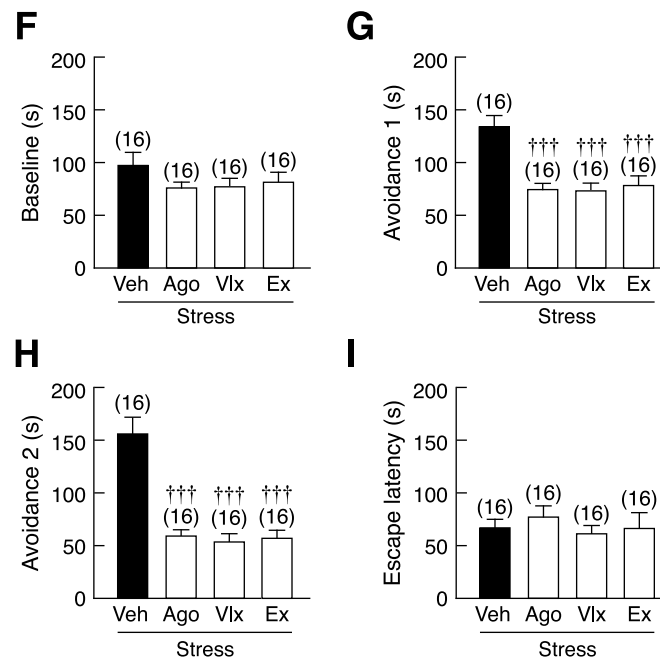 F
Baseline (s)
200
150
100
50
0
(16)
(16)
(16)
(16)
Veh Ago Vlx Ex
Stress
G
Avoidance 1 (s)
200
150
100
50
0
(16)
††† ††† †††
(16) (16) (16)
Veh Ago Vlx Ex
Stress
H
Avoidance 2 (s)
200
150
100
50
0
(16)
††† ††† †††
(16) (16) (16)
Veh Ago Vlx Ex
Stress
I
Escape latency (s)
200
150
100
50
0
(16)
(16)
(16)
(16)
Veh Ago Vlx Ex
Stress